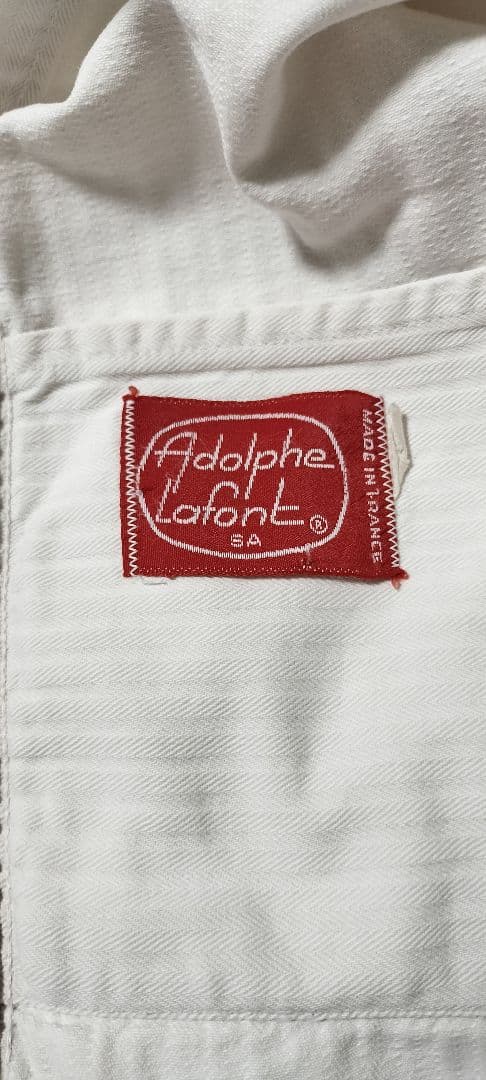 Adolphe
Lafont ®
SA
MADE IN FRANCE